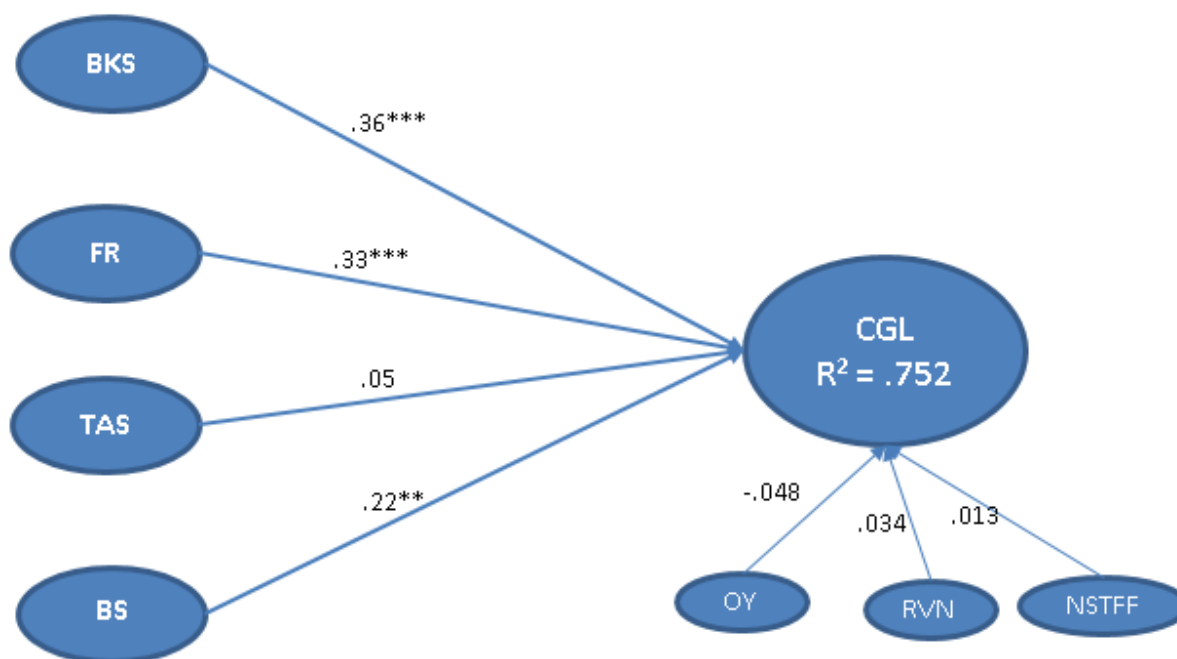 BKS
.36***
FR
.33***
CGL
R² = .752
.05
TAS
.22**
-.048
.034
.013
BS
OY
RVN
NSTFF